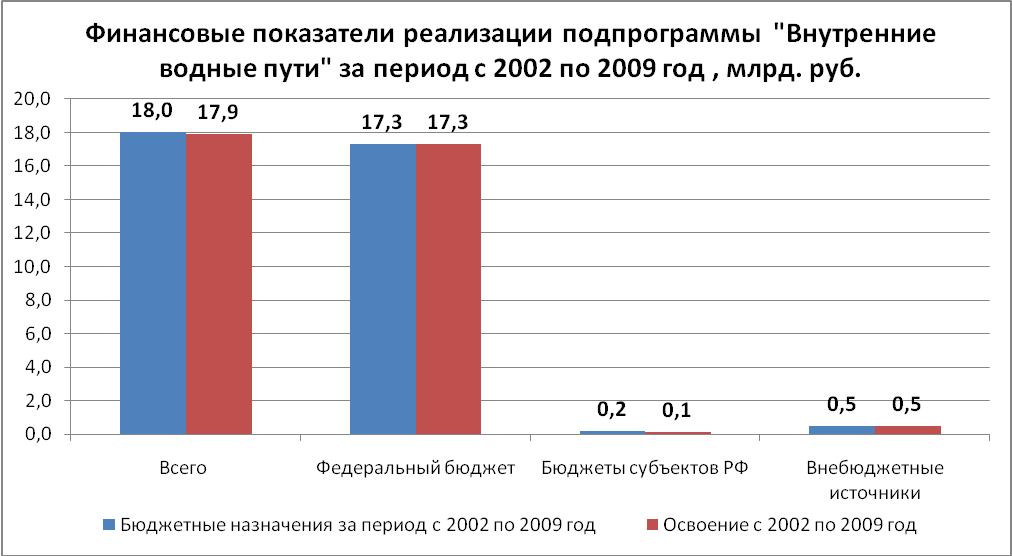 Финансовые показатели реализации подпрограммы "Внутренние
водные пути" за период с 2002 по 2009 год , млрд. руб.
20,0
18,0
16,0
14,0
12,0
10,0
8,0
6,0
4,0
2,0
0,0
18,0 17,9
17,3 17,3
0,2 0,1
0,5 0,5
Всего
Федеральный бюджет
Бюджеты субъектов РФ
Внебюджетные
источники
Бюджетные назначения за период с 2002 по 2009 год
Освоение с 2002 по 2009 год